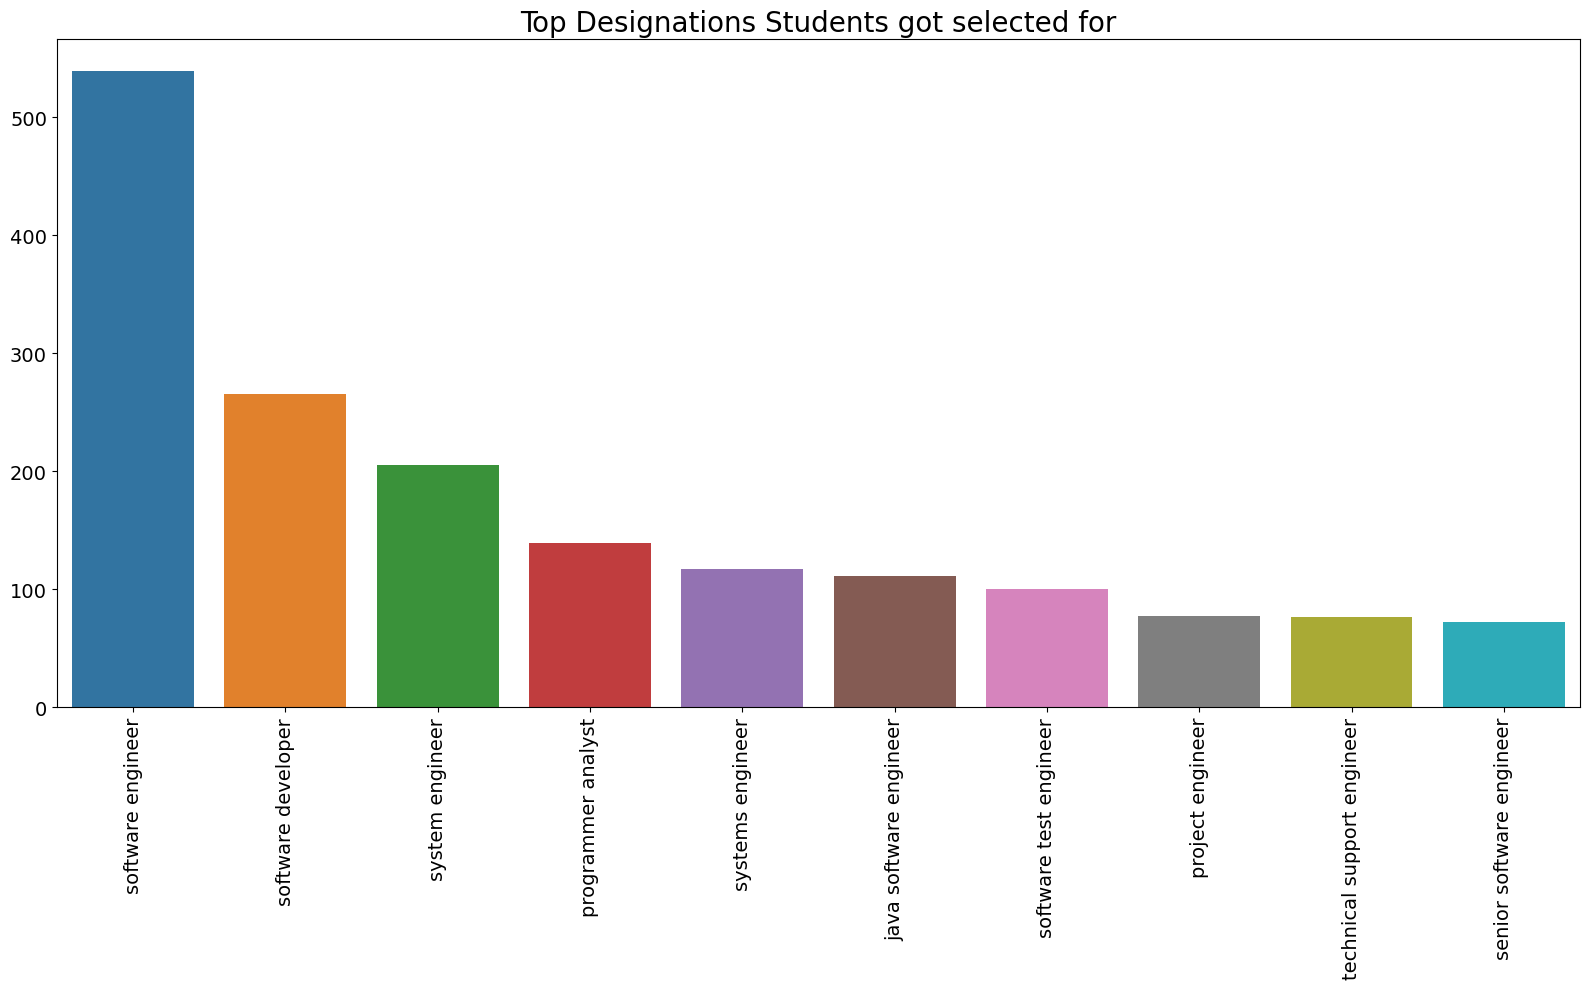 Top Designations Students got selected for
500
400
300
200
100
0
software engineer
software developer
system engineer
programmer analyst
systems engineer
java software engineer
software test engineer
project engineer
technical support engineer
senior software engineer